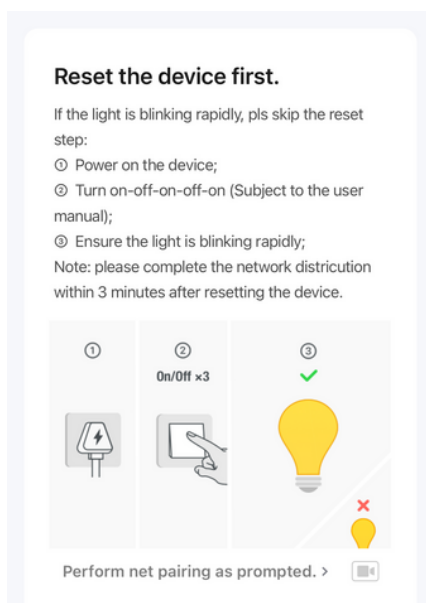 Reset the device first.
If the light is blinking rapidly, pls skip the reset
step:
① Power on the device;
② Turn on-off-on-off-on (Subject to the user
manual);
③ Ensure the light is blinking rapidly;
Note: please complete the network districution
within 3 minutes after resetting the device.
① ② ③
On/Off ×3
Perform net pairing as prompted. >